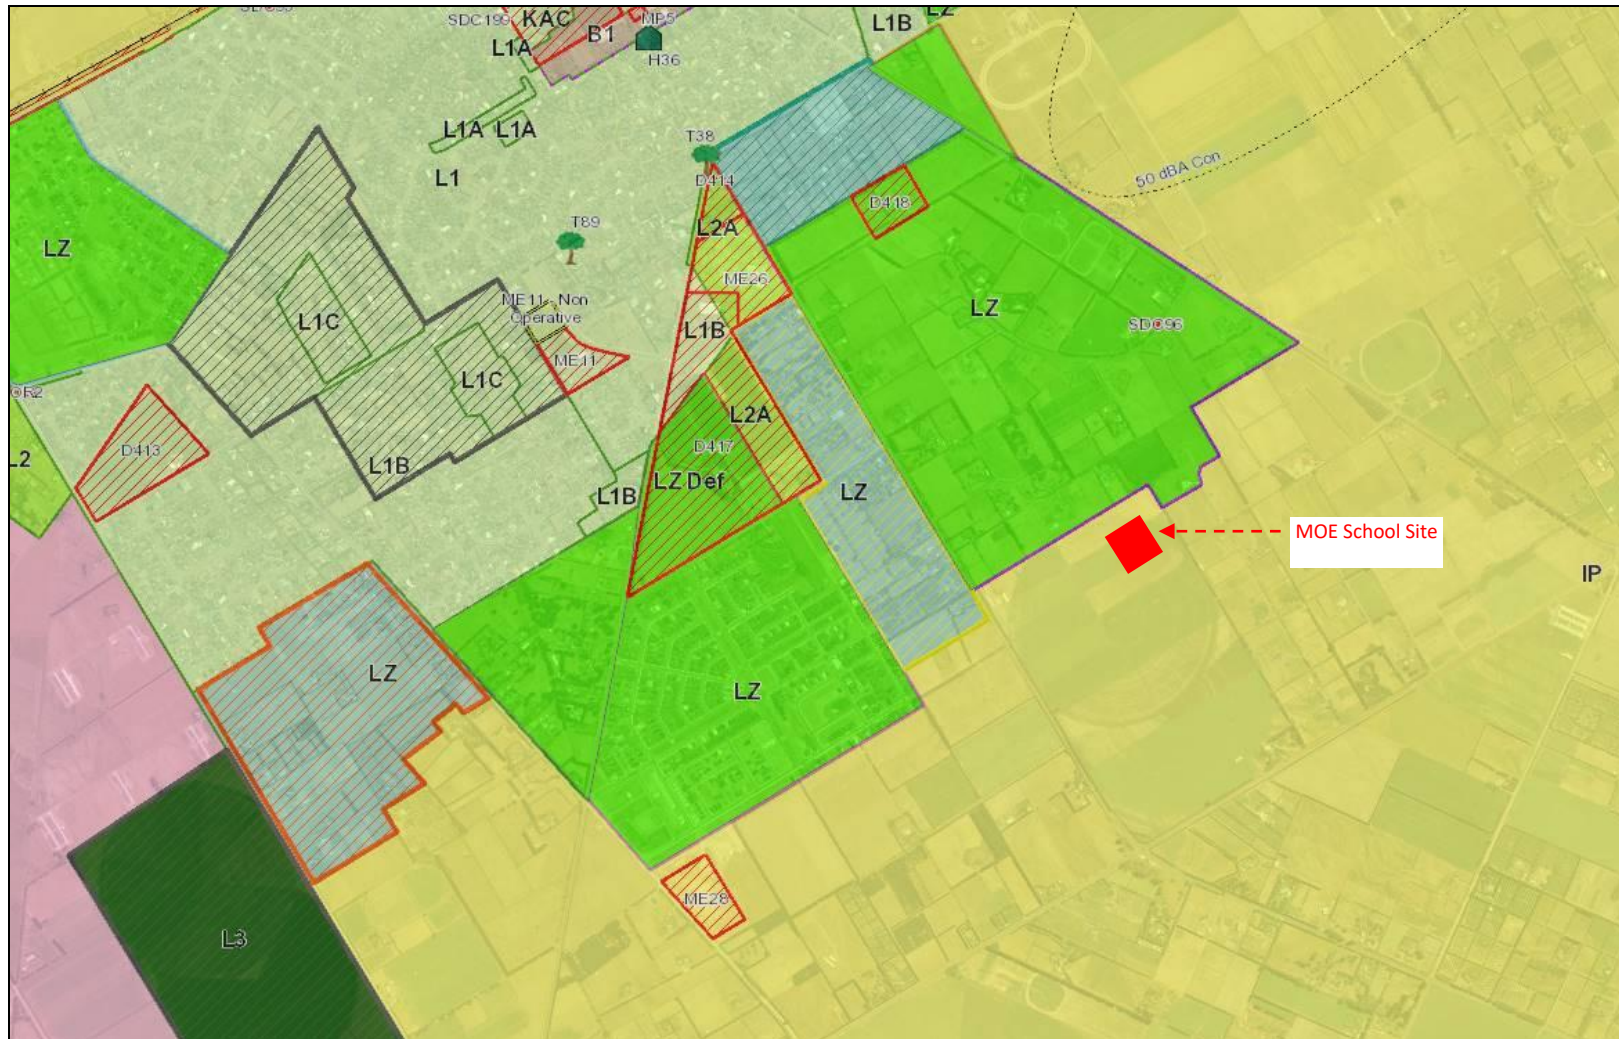 SDC199
KAC
MP5
B1
L1A
H36
L1B
LZ
L1A
L1A
T38
L1
D414
50 dBA Con
D418
T89
L2A
LZ
ME26
ME11 - Non
Operative
LZ
L1C
L1B
SDC96
ME11
L1C
L2A
D413
L2
D417
L1B
LZ Def
LZ
L1B
MOE School Site
IP
LZ
LZ
ME28
L3